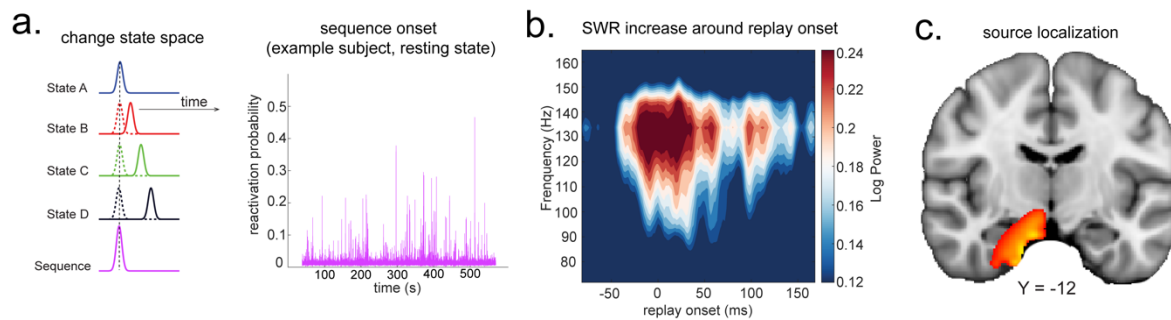 a.
change state space
State A
State B
time
State C
State D
Sequence
sequence onset
(example subject, resting state)
reactivation probability
0.5
0.4
0.3
0.2
0.1
0
100 200 300 400 500
time (s)
b.
SWR increase around replay onset
Frenquency (Hz)
160
150
140
130
120
110
100
90
80
-50 0 50 100 150
replay onset (ms)
0.24
0.22
0.2
0.18
0.16
0.14
0.12
Log Power
c.
source localization
Y = -12